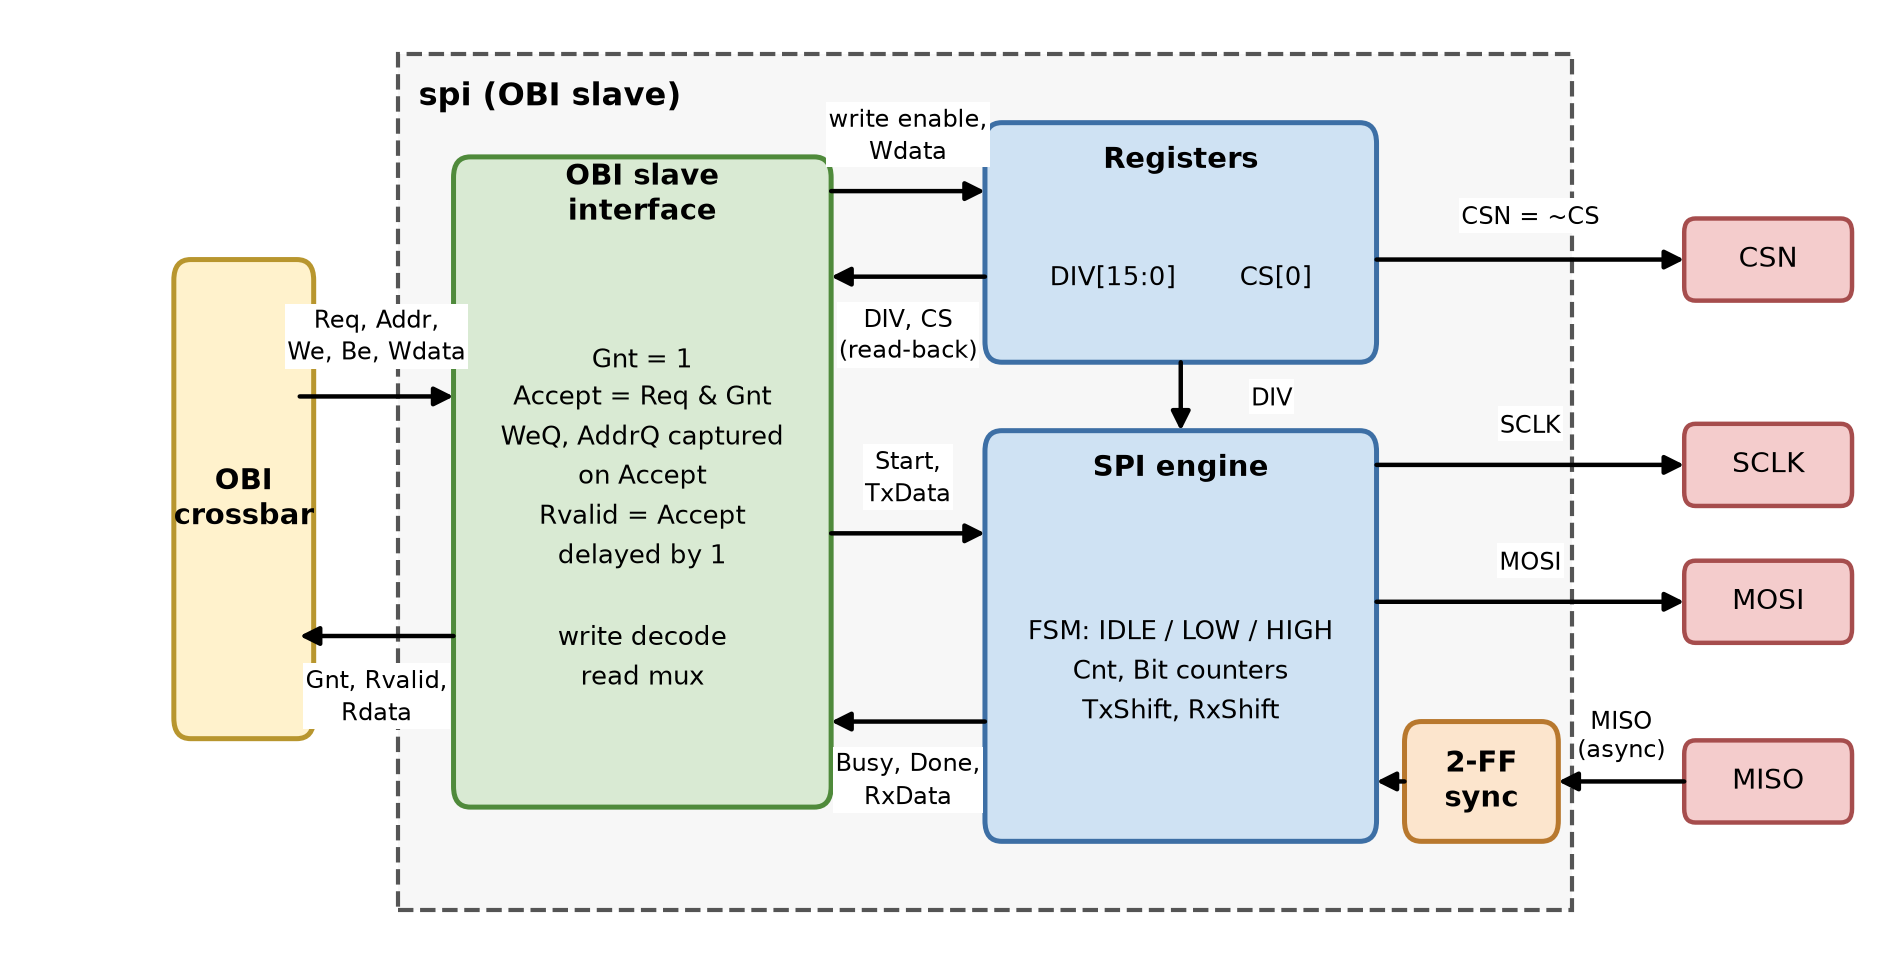 spi (OBI slave)
write enable,
Wdata
Registers
OBI slave
interface
CSN = ~CS
CSN
DIV[15:0] CS[0]
Req, Addr,
We, Be, Wdata
DIV, CS
(read-back)
Gnt = 1
Accept = Req & Gnt
WeQ, AddrQ captured
on Accept
Rvalid = Accept
delayed by 1
write decode
read mux
DIV
SCLK
SCLK
Start,
TxData
SPI engine
OBI
crossbar
MOSI
MOSI
FSM: IDLE / LOW / HIGH
Cnt, Bit counters
TxShift, RxShift
Gnt, Rvalid,
Rdata
Busy, Done,
RxData
2-FF
sync
MISO
(async)
MISO